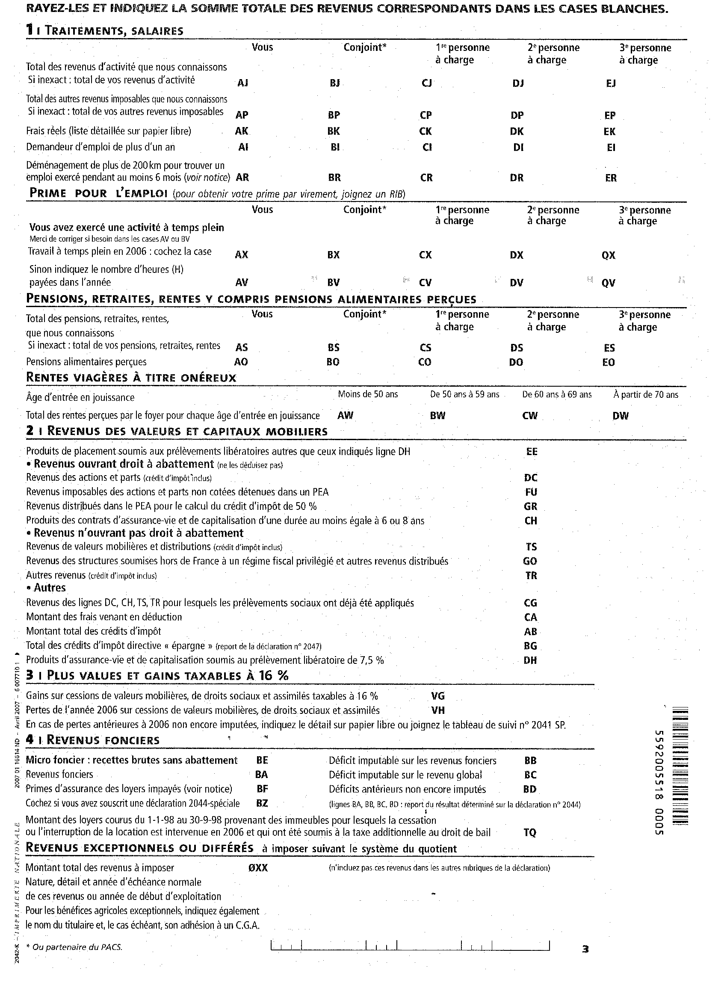 RAYEZ-LES ET INDIQUEZ LA SOMME TOTALE DES REVENUS CORRESPONDANTS DANS LES CASES BLANCHES.
1 | TRAITEMENTS, SALAIRES
Vous Conjoint* 1re personne à charge 2e personne à charge 3e personne à charge
Total des revenus d'activité que nous connaissons
Si inexact : total de vos revenus d'activité AJ BJ CJ DJ EJ
Total des autres revenus imposables que nous connaissons
Si inexact : total de vos autres revenus imposables AP BP CP DP EP
Frais réels (liste détaillée sur papier libre) AK BK CK DK EK
Demandeur d'emploi de plus d'un an AI BI CI DI EI
Déménagement de plus de 200 km pour trouver un
emploi exercé pendant au moins 6 mois (voir notice) AR BR CR DR ER
PRIME POUR L'EMPLOI (pour obtenir votre prime par virement, joignez un RIB)
Vous Conjoint* 1re personne à charge 2e personne à charge 3e personne à charge
Vous avez exercé une activité à temps plein
Merci de corriger si besoin dans les cases AV ou BV
Travail à temps plein en 2006 : cochez la case AX BX CX DX QX
Sinon indiquez le nombre d'heures (H)
payées dans l'année AV BV CV DV QV
PENSIONS, RETRAITES, RENTES Y COMPRIS PENSIONS ALIMENTAIRES PERÇUES
Vous Conjoint* 1re personne à charge 2e personne à charge 3e personne à charge
Total des pensions, retraites, rentes,
que nous connaissons
Si inexact : total de vos pensions, retraites, rentes AS BS CS DS ES
Pensions alimentaires perçues AO BO CO DO EO
RENTES VIAGÈRES À TITRE ONÉREUX
Âge d'entrée en jouissance Moins de 50 ans De 50 ans à 59 ans De 60 ans à 69 ans À partir de 70 ans
Total des rentes perçues par le foyer pour chaque âge d'entrée en jouissance AW BW CW DW
2 | REVENUS DES VALEURS ET CAPITAUX MOBILIERS
Produits de placement soumis aux prélèvements libératoires autres que ceux indiqués ligne DH EE
• Revenus ouvrant droit à abattement (ne les déduisez pas)
Revenus des actions et parts (crédit d'impôt inclus) DC
Revenus imposables des actions et parts non cotées détenues dans un PEA FU
Revenus distribués dans le PEA pour le calcul du crédit d'impôt de 50 % GR
Produits des contrats d'assurance-vie et de capitalisation d'une durée au moins égale à 6 ou 8 ans CH
• Revenus n'ouvrant pas droit à abattement
Revenus de valeurs mobilières et distributions (crédit d'impôt inclus) TS
Revenus des structures soumises hors de France à un régime fiscal privilégié et autres revenus distribués GO
Autres revenus (crédit d'impôt inclus) TR
• Autres
Revenus des lignes DC, CH, TS, TR pour lesquels les prélèvements sociaux ont déjà été appliqués CG
Montant des frais venant en déduction CA
Montant total des crédits d'impôt AB
Total des crédits d'impôt directive « épargne » (report de la déclaration n° 2047) BG
Produits d'assurance-vie et de capitalisation soumis au prélèvement libératoire de 7,5 % DH
3 | PLUS VALUES ET GAINS TAXABLES À 16 %
Gains sur cessions de valeurs mobilières, de droits sociaux et assimilés taxables à 16 % VG
Pertes de l'année 2006 sur cessions de valeurs mobilières, de droits sociaux et assimilés VH
En cas de pertes antérieures à 2006 non encore imputées, indiquez le détail sur papier libre ou joignez le tableau de suivi n° 2041 SP.
4 | REVENUS FONCIERS
Micro foncier : recettes brutes sans abattement BE Déficit imputable sur les revenus fonciers BB
Revenus fonciers BA Déficit imputable sur le revenu global BC
Primes d'assurance des loyers impayés (voir notice) BF Déficits antérieurs non encore imputés BD
Cochez si vous avez souscrit une déclaration 2044-spéciale BZ (lignes BA, BB, BC, BD : report du résultat déterminé sur la déclaration n° 2044)
Montant des loyers courus du 1-1-98 au 30-9-98 provenant des immeubles pour lesquels la cessation
ou l'interruption de la location est intervenue en 2006 et qui ont été soumis à la taxe additionnelle au droit de bail TQ
REVENUS EXCEPTIONNELS OU DIFFÉRÉS à imposer suivant le système du quotient
Montant total des revenus à imposer ØXX (n'incluez pas ces revenus dans les autres rubriques de la déclaration)
Nature, détail et année d'échéance normale
de ces revenus ou année de début d'exploitation
Pour les bénéfices agricoles exceptionnels, indiquez également
le nom du titulaire et, le cas échéant, son adhésion à un C.G.A.
* Ou partenaire du PACS.
3
2042-K – IMPRIMERIE NATIONALE 2007 01 16614 ND - Avril 2007 – 6 007710 1
5592005518 0005